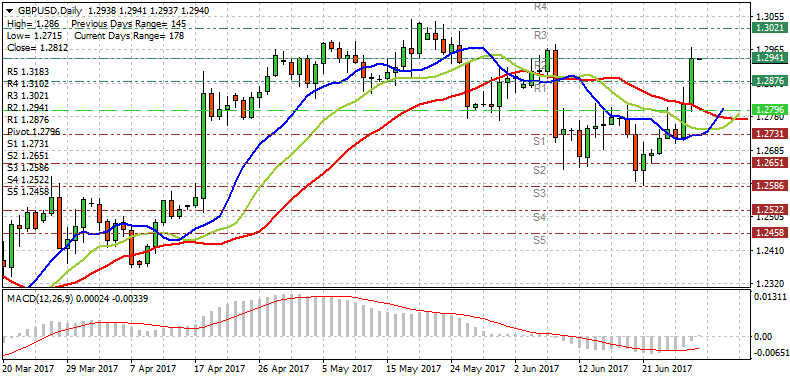 GBPUSD,Daily 1.2938 1.2941 1.2937 1.2940
High= 1.286 Previous Days Range= 145
Low= 1.2715 Current Days Range= 178
Close= 1.2812
R5 1.3183
R4 1.3102
R3 1.3021
R2 1.2941
R1 1.2876
Pivot 1.2796
S1 1.2731
S2 1.2651
S3 1.2586
S4 1.2522
S5 1.2458
R4
R3
R2
R1
S1
S2
S3
S4
S5
1.3055
1.3021
1.2965
1.2941
1.2876
1.2796
1.2780
1.2731
1.2685
1.2651
1.2586
1.2522
1.2505
1.2458
1.2410
1.2320
MACD(12,26,9) 0.00024 -0.00339
0.01311
0.00
-0.00651
20 Mar 2017 29 Mar 2017 7 Apr 2017 17 Apr 2017 26 Apr 2017 5 May 2017 15 May 2017 24 May 2017 2 Jun 2017 12 Jun 2017 21 Jun 2017